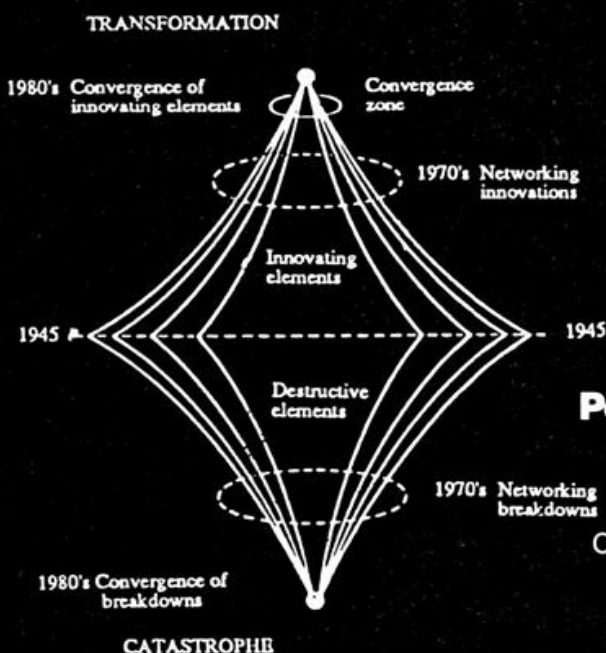 TRANSFORMATION
1980's Convergence of
innovating elements
Convergence
zone
1970's Networking
innovations
Innovating
elements
1945
1945
Destructive
elements
1970's Networking
breakdowns
1980's Convergence of
breakdowns
CATASTROPHE